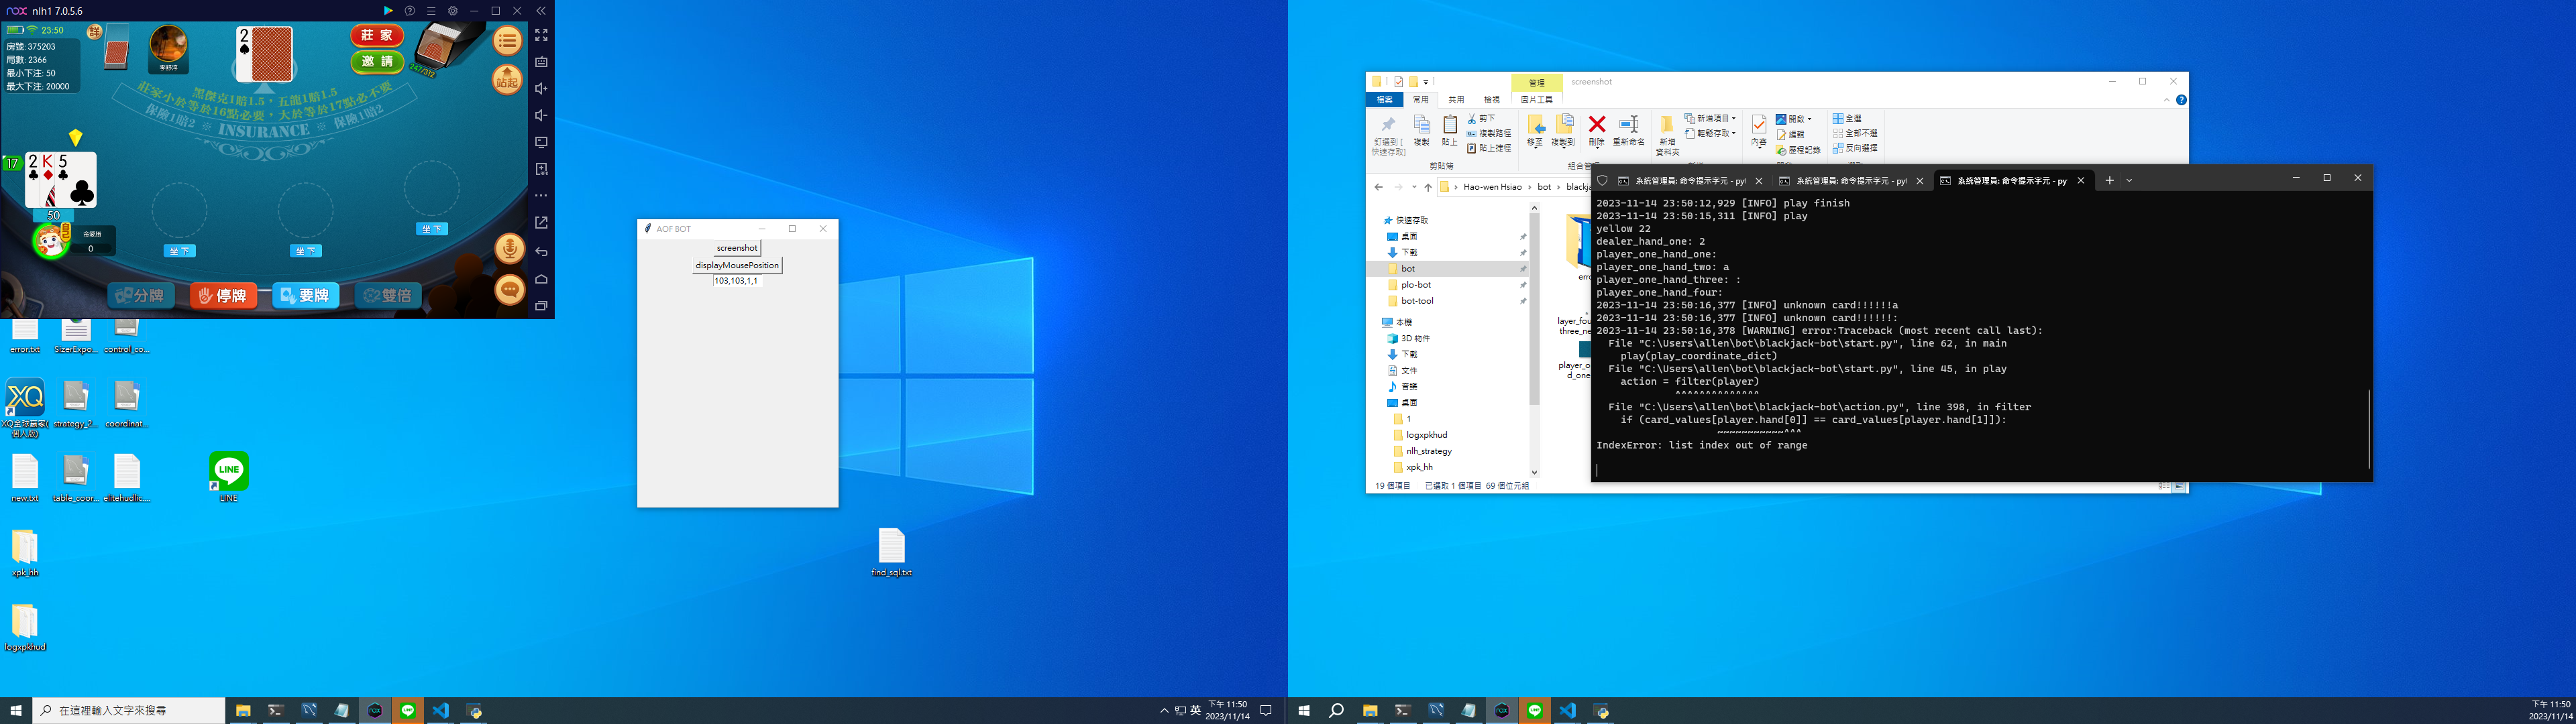 nox nlh1 7.0.5.6
23:50
房號: 375203
局數: 2366
最小下注: 50
最大下注: 20000
詳
李舒淳
2
莊 家
邀 請
247/312
站起
黑傑克1賠1.5，五龍1賠1.5
莊家小於等於16點必要，大於等於17點必不要
保險1賠2 ※ INSURANCE ※ 保險1賠2
17
2 K 5
50
自己
0
坐 下
坐 下
坐 下
分牌
停牌
要牌
雙倍
error.txt
SizerExpo...
control_co...
XQ全球贏家(個人版)
strategy_2...
coordinat...
new.txt
table_coor...
elitehudlic...
LINE
xpk_hh
logxpkhud
find_sql.txt
AOF BOT
screenshot
displayMousePosition
103,103,1,1
在這裡輸入文字來搜尋
英
下午 11:50
2023/11/14
管理
screenshot
檔案
常用
共用
檢視
圖片工具
釘選到 [快速存取]
複製
貼上
剪下
複製路徑
貼上捷徑
剪貼簿
移至
複製到
刪除
重新命名
新增資料夾
新增項目
輕鬆存取
內容
開啟
編輯
歷程記錄
全選
全部不選
反向選擇
Hao-wen Hsiao › bot ›
快速存取
桌面
下載
bot
plo-bot
bot-tool
本機
3D 物件
下載
文件
音樂
桌面
1
logxpkhud
nlh_strategy
xpk_hh
19 個項目
已選取 1 個項目 69 個位元組
系統管理員: 命令提示字元 - pyt
系統管理員: 命令提示字元 - pyt
系統管理員: 命令提示字元 - py
2023-11-14 23:50:12,929 [INFO] play finish
2023-11-14 23:50:15,311 [INFO] play
yellow 22
dealer_hand_one: 2
player_one_hand_one:
player_one_hand_two: a
player_one_hand_three: :
player_one_hand_four:
2023-11-14 23:50:16,377 [INFO] unknown card!!!!!!a
2023-11-14 23:50:16,377 [INFO] unknown card!!!!!!:
2023-11-14 23:50:16,378 [WARNING] error:Traceback (most recent call last):
File "C:\Users\allen\bot\blackjack-bot\start.py", line 62, in main
play(play_coordinate_dict)
File "C:\Users\allen\bot\blackjack-bot\start.py", line 45, in play
action = filter(player)
^^^^^^^^^^^^^^
File "C:\Users\allen\bot\blackjack-bot\action.py", line 398, in filter
if (card_values[player.hand[0]] == card_values[player.hand[1]]):
~~~~~~~~~~~^^^
IndexError: list index out of range
下午 11:50
2023/11/14